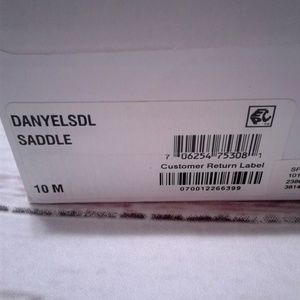 DANYELSDL
SADDLE
10 M
7 06254 75308 1
Customer Return Label
070012266399